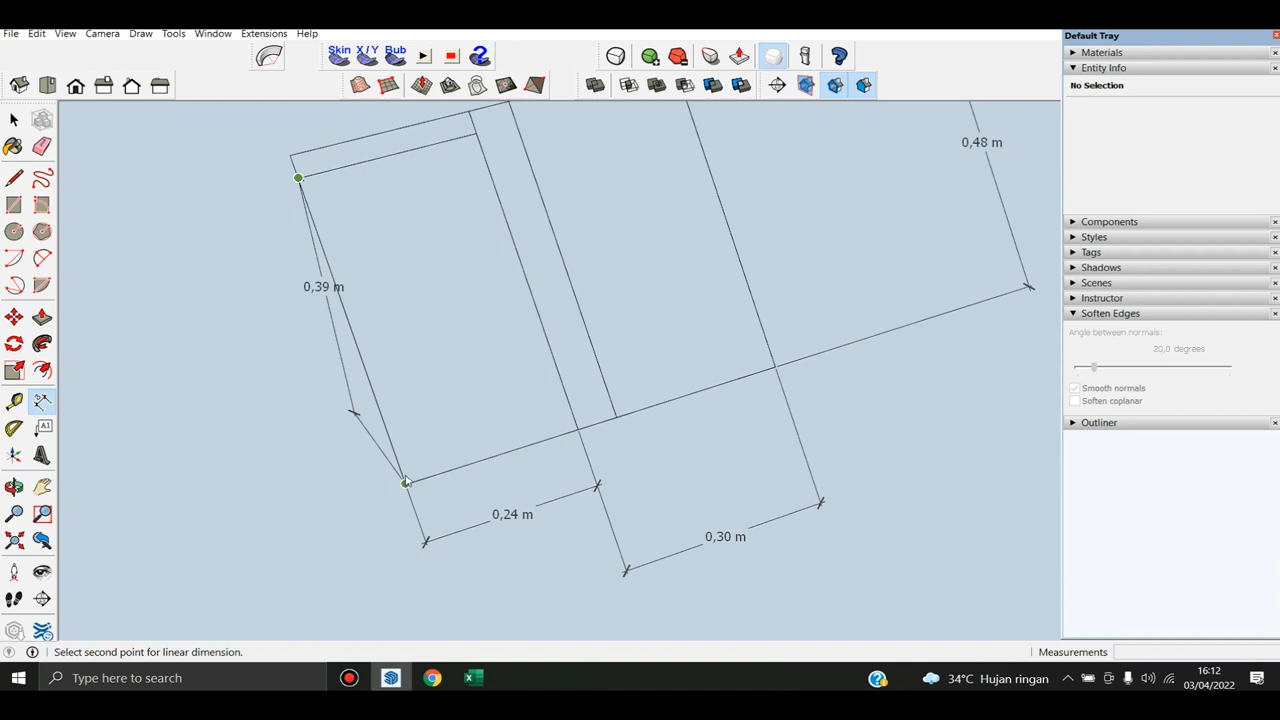 Default Tray
File Edit View Camera Draw Tools Window Extensions Help
Skin X/Y Bub
Materials
Entity Info
No Selection
0,48 m
0,39 m
0,24 m
0,30 m
A1
Components
Styles
Tags
Shadows
Scenes
Instructor
Soften Edges
Angle between normals:
20,0 degrees
Smooth normals
Soften coplanar
Outliner
Select second point for linear dimension.
Measurements
Type here to search
34°C Hujan ringan
16:12
03/04/2022